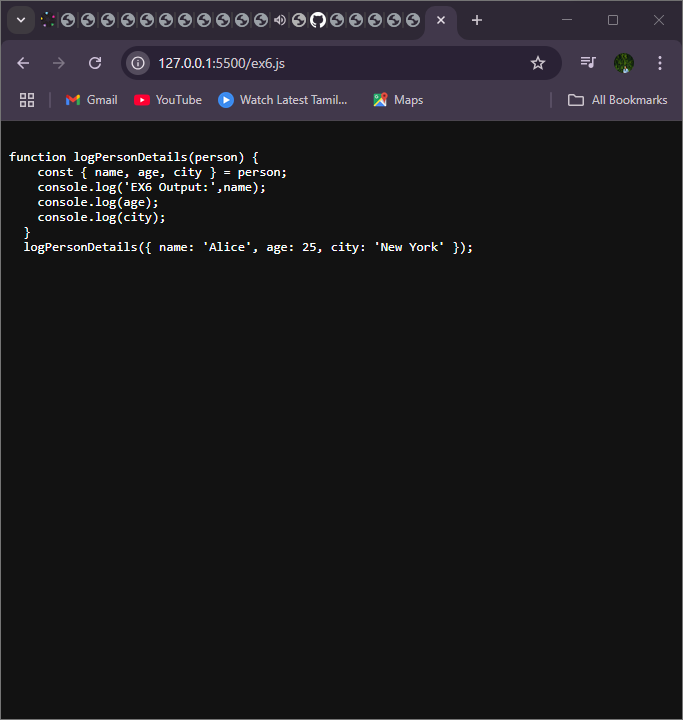 127.0.0.1:5500/ex6.js
Gmail
YouTube
Watch Latest Tamil...
Maps
All Bookmarks
function logPersonDetails(person) {
    const { name, age, city } = person;
    console.log('EX6 Output:',name);
    console.log(age);
    console.log(city);
  }
  logPersonDetails({ name: 'Alice', age: 25, city: 'New York' });